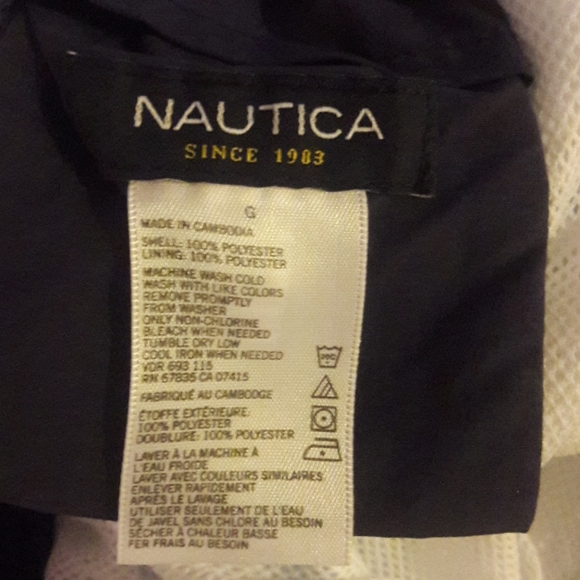 NAUTICA
SINCE 1983
G
MADE IN CAMBODIA
SHELL: 100% POLYESTER
LINING: 100% POLYESTER
MACHINE WASH COLD
WASH WITH LIKE COLORS
REMOVE PROMPTLY
FROM WASHER
ONLY NON-CHLORINE
BLEACH WHEN NEEDED
TUMBLE DRY LOW
COOL IRON WHEN NEEDED
VDR 693 115
RN 67835 CA 07415
FABRIQUÉ AU CAMBODGE
ÉTOFFE EXTÉRIEURE:
100% POLYESTER
DOUBLURE: 100% POLYESTER
LAVER À LA MACHINE À
L'EAU FROIDE
LAVER AVEC COULEURS SIMILAIRES
ENLEVER RAPIDEMENT
APRÈS LE LAVAGE
UTILISER SEULEMENT DE L'EAU
DE JAVEL SANS CHLORE AU BESOIN
SÉCHER À CHALEUR BASSE
FER FRAIS AU BESOIN